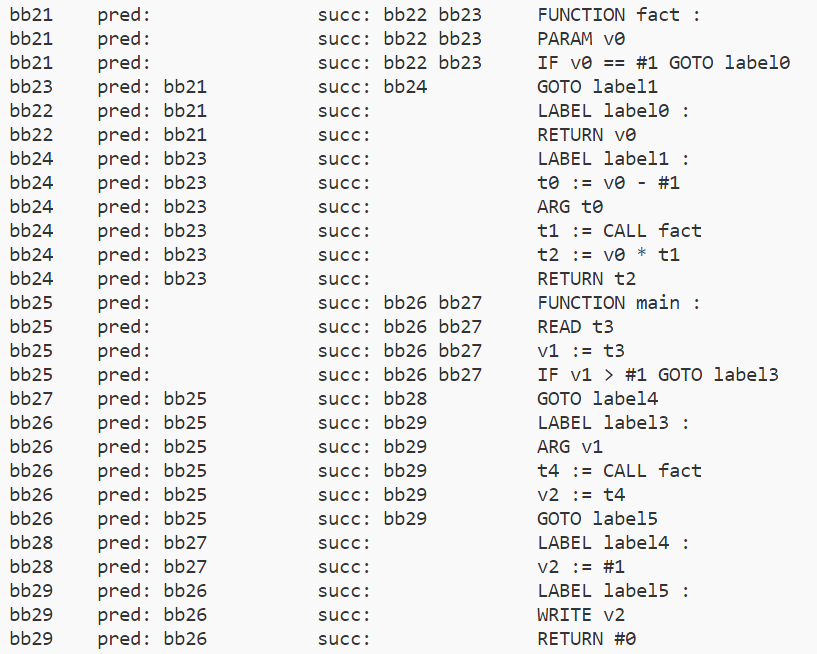 bb21    pred:               succ: bb22 bb23     FUNCTION fact :
bb21    pred:               succ: bb22 bb23     PARAM v0
bb21    pred:               succ: bb22 bb23     IF v0 == #1 GOTO label0
bb23    pred: bb21          succ: bb24          GOTO label1
bb22    pred: bb21          succ:               LABEL label0 :
bb22    pred: bb21          succ:               RETURN v0
bb24    pred: bb23          succ:               LABEL label1 :
bb24    pred: bb23          succ:               t0 := v0 - #1
bb24    pred: bb23          succ:               ARG t0
bb24    pred: bb23          succ:               t1 := CALL fact
bb24    pred: bb23          succ:               t2 := v0 * t1
bb24    pred: bb23          succ:               RETURN t2
bb25    pred:               succ: bb26 bb27     FUNCTION main :
bb25    pred:               succ: bb26 bb27     READ t3
bb25    pred:               succ: bb26 bb27     v1 := t3
bb25    pred:               succ: bb26 bb27     IF v1 > #1 GOTO label3
bb27    pred: bb25          succ: bb28          GOTO label4
bb26    pred: bb25          succ: bb29          LABEL label3 :
bb26    pred: bb25          succ: bb29          ARG v1
bb26    pred: bb25          succ: bb29          t4 := CALL fact
bb26    pred: bb25          succ: bb29          v2 := t4
bb26    pred: bb25          succ: bb29          GOTO label5
bb28    pred: bb27          succ:               LABEL label4 :
bb28    pred: bb27          succ:               v2 := #1
bb29    pred: bb26          succ:               LABEL label5 :
bb29    pred: bb26          succ:               WRITE v2
bb29    pred: bb26          succ:               RETURN #0